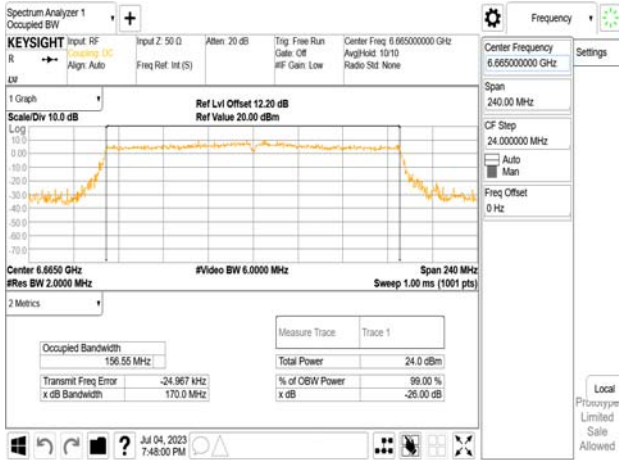 Spectrum Analyzer 1
Occupied BW
+
Frequency
KEYSIGHT
Input: RF
Coupling: DC
Align: Auto
Input Z: 50 Ω
Freq Ref: Int (S)
Atten: 20 dB
Trig: Free Run
Gate: Off
#IF Gain: Low
Center Freq: 6.665000000 GHz
Avg|Hold: 10/10
Radio Std: None
R
LXI
Center Frequency
6.665000000 GHz
Settings
Span
240.00 MHz
CF Step
24.000000 MHz
Auto
Man
Freq Offset
0 Hz
1 Graph
Scale/Div 10.0 dB
Ref Lvl Offset 12.20 dB
Ref Value 20.00 dBm
Log
10.0
0.00
-10.0
-20.0
-30.0
-40.0
-50.0
-60.0
-70.0
Center 6.6650 GHz
#Res BW 2.0000 MHz
#Video BW 6.0000 MHz
Span 240 MHz
Sweep 1.00 ms (1001 pts)
2 Metrics
Measure Trace
Trace 1
Occupied Bandwidth
156.55 MHz
Total Power
24.0 dBm
Transmit Freq Error
-24.967 kHz
% of OBW Power
99.00 %
x dB Bandwidth
170.0 MHz
x dB
-26.00 dB
Local
Prototype
Limited
Sale
Allowed
?
Jul 04, 2023
7:48:00 PM